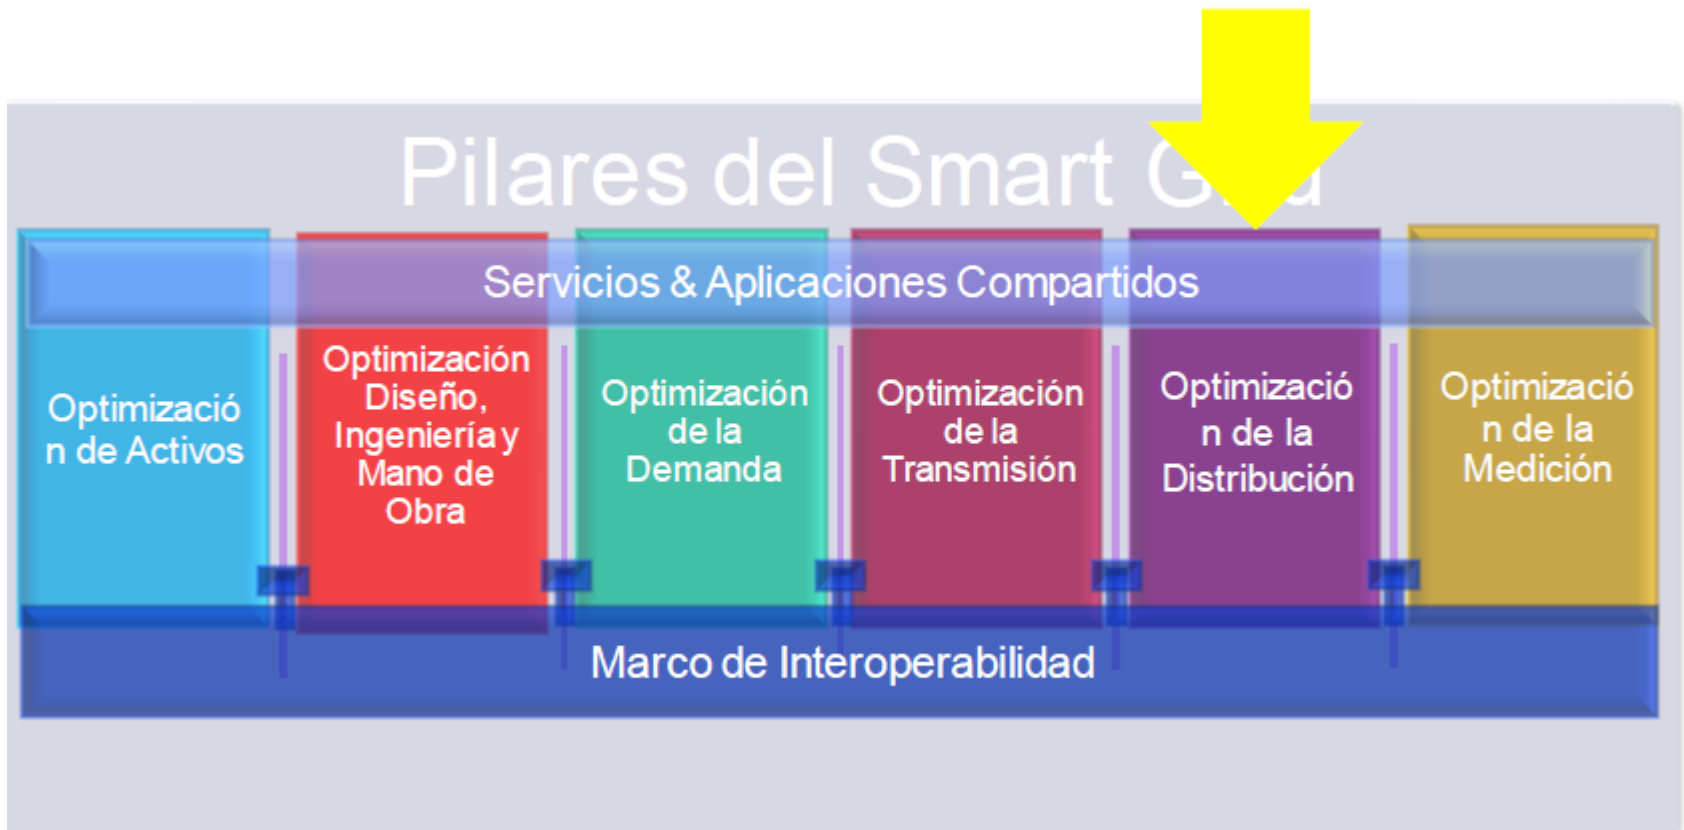 Pilares del Smart
Servicios & Aplicaciones Compartidos
Optimizació
n de Activos
Optimización
Diseño,
Ingeniería y
Mano de
Obra
Optimización
de la
Demanda
Optimización
de la
Transmisión
Optimizació
n de la
Distribución
Optimizació
n de la
Medición
Marco de Interoperabilidad